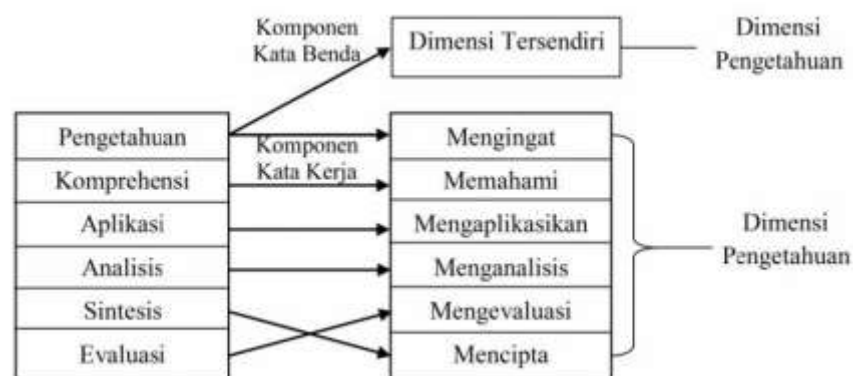 Komponen
Kata Benda
Dimensi Tersendiri
Dimensi
Pengetahuan
Pengetahuan
Komprehensi
Aplikasi
Analisis
Sintesis
Evaluasi
Komponen
Kata Kerja
Mengingat
Memahami
Mengaplikasikan
Menganalisis
Mengevaluasi
Mencipta
Dimensi
Pengetahuan